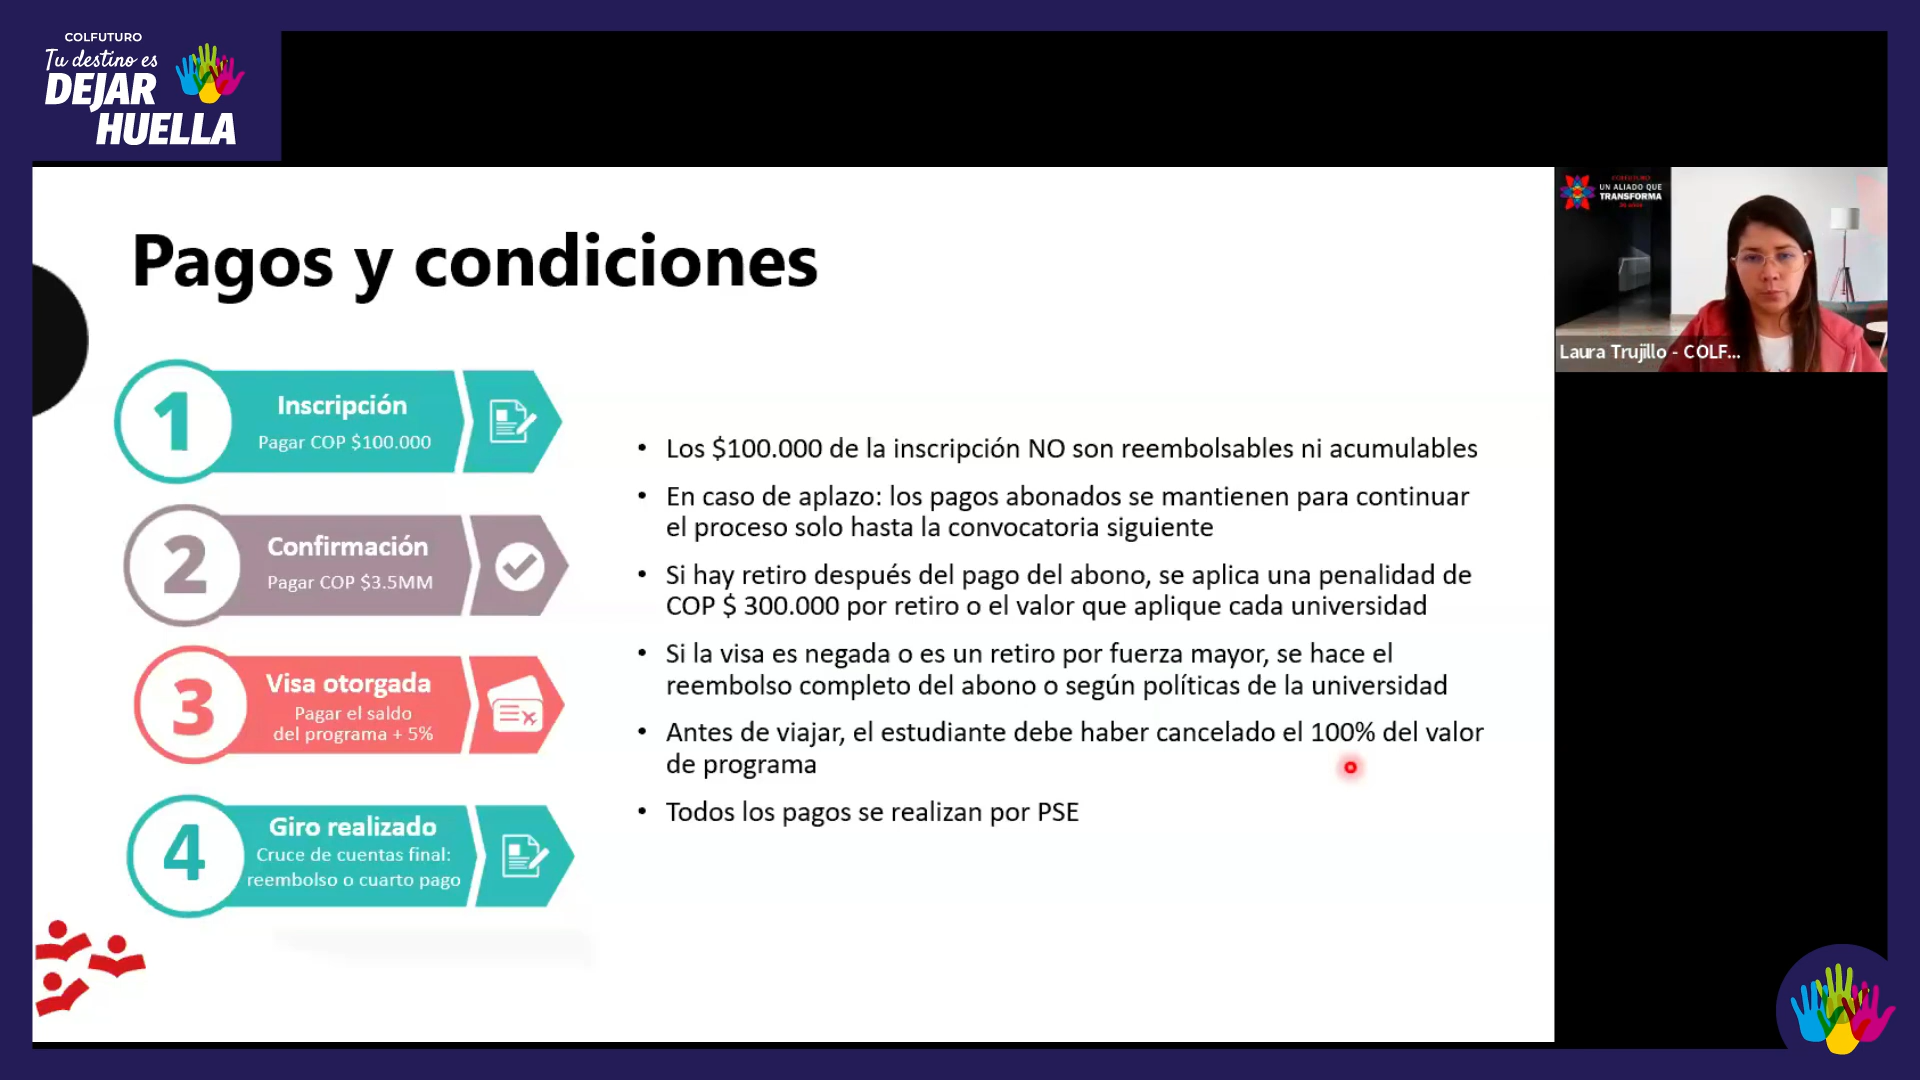 COLFUTURO
Tu destino es
DEJAR
HUELLA
Pagos y condiciones
1
Inscripción
Pagar COP $100.000
2
Confirmación
Pagar COP $3.5MM
3
Visa otorgada
Pagar el saldo
del programa + 5%
4
Giro realizado
Cruce de cuentas final:
reembolso o cuarto pago
• Los $100.000 de la inscripción NO son reembolsables ni acumulables
• En caso de aplazo: los pagos abonados se mantienen para continuar
el proceso solo hasta la convocatoria siguiente
• Si hay retiro después del pago del abono, se aplica una penalidad de
COP $ 300.000 por retiro o el valor que aplique cada universidad
• Si la visa es negada o es un retiro por fuerza mayor, se hace el
reembolso completo del abono o según políticas de la universidad
• Antes de viajar, el estudiante debe haber cancelado el 100% del valor
de programa
• Todos los pagos se realizan por PSE
COLFUTURO
UN ALIADO QUE
TRANSFORMA
Laura Trujillo - COLF...